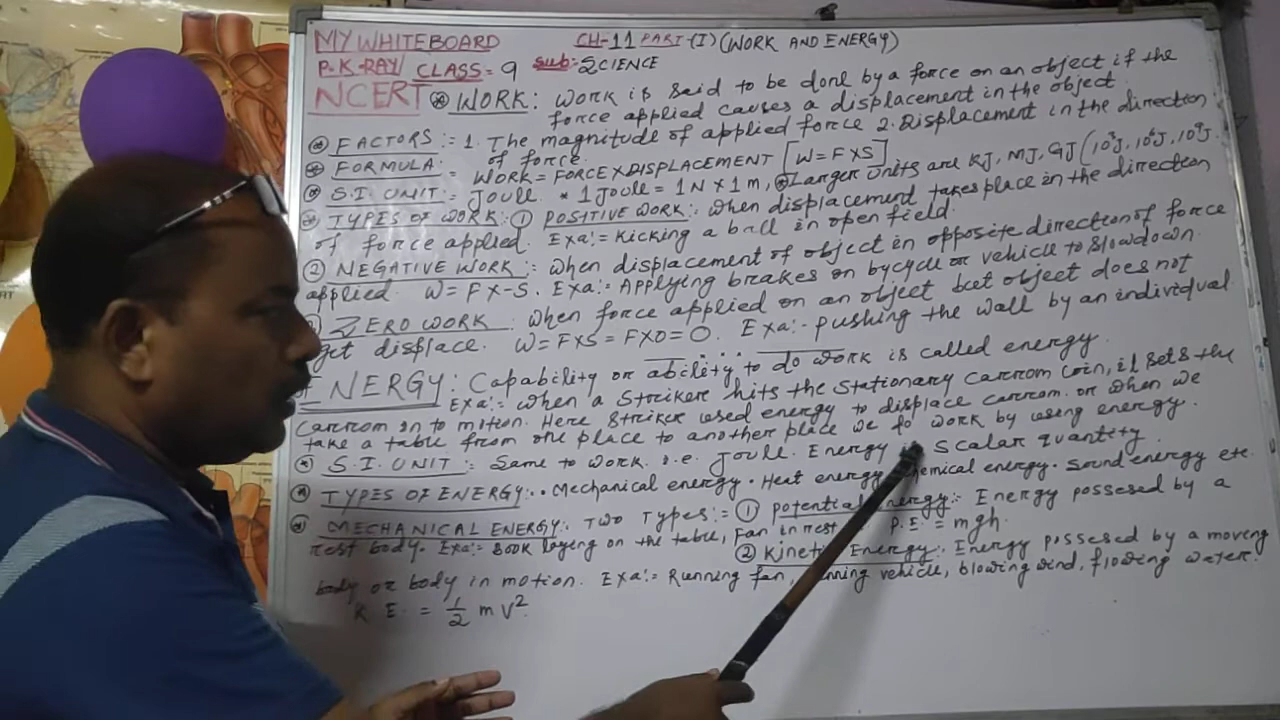 MY WHITEBOARD CH-11 PART-(I) (WORK AND ENERGY)
P.K.RAY/ CLASS=9 Sub:-SCIENCE
NCERT WORK: Work is said to be done by a force on an object if the
force applied causes a displacement in the object
FACTORS:= 1. The magnitude of applied force 2. Displacement in the direction
of force.
FORMULA:= WORK=FORCE×DISPLACEMENT [W=F×S]
S.I. UNIT:= Joule * 1 Joule = 1N×1m, Larger units are KJ, MJ, GJ (10³J, 10⁶J, 10⁹J.
TYPES OF WORK:① POSITIVE WORK:. When displacement takes place in the direction
of force applied. Exa:= Kicking a ball in open field.
② NEGATIVE WORK:. When displacement of object in opposite direction of force
applied. W=F×-S. Exa:= Applying brakes on bycycle or vehicle to slowdown.
ZERO WORK. When force applied on an object but object does not
get displace. W=F×S=F×0=0. Exa:- pushing the wall by an individual
ENERGY: Capability or ability to do work is called energy.
Exa:= When a Strikere hits the Stationary Carrom Coin, it sets the
Carrom on to motion. Here Striker used energy to displace carrom. or when we
take a table from one place to another place we do work by using energy.
S.I. UNIT:= Same to work. i.e. Joule. Energy Scalar quantity.
TYPES OF ENERGY:. Mechanical energy. Heat energy. chemical energy. Sound energy etc.
MECHANICAL ENERGY:. Two Types:= ① potential energy:. Energy possesed by a
rest body. Exa:= Book laying on the table, Fan in rest P.E. = mgh.
② Kinetic Energy:. Energy possesed by a moving
body or body in motion. Exa:= Running fan, running vehicle, blowing wind, flowing water.
K.E. = 1/2 mv².